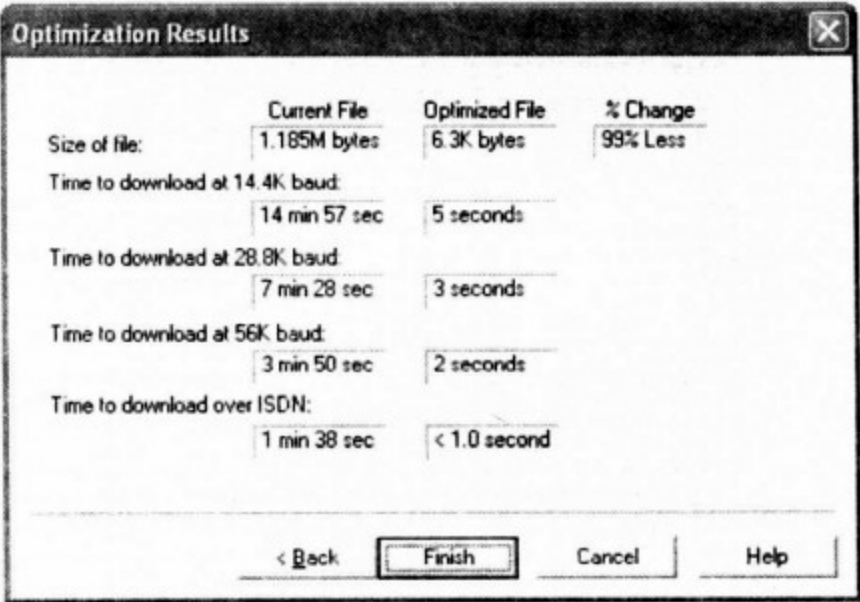 Optimization Results
Current File Optimized File % Change
Size of file: 1.185M bytes 6.3K bytes 99% Less
Time to download at 14.4K baud:
14 min 57 sec 5 seconds
Time to download at 28.8K baud:
7 min 28 sec 3 seconds
Time to download at 56K baud:
3 min 50 sec 2 seconds
Time to download over ISDN:
1 min 38 sec < 1.0 second
< Back Finish Cancel Help